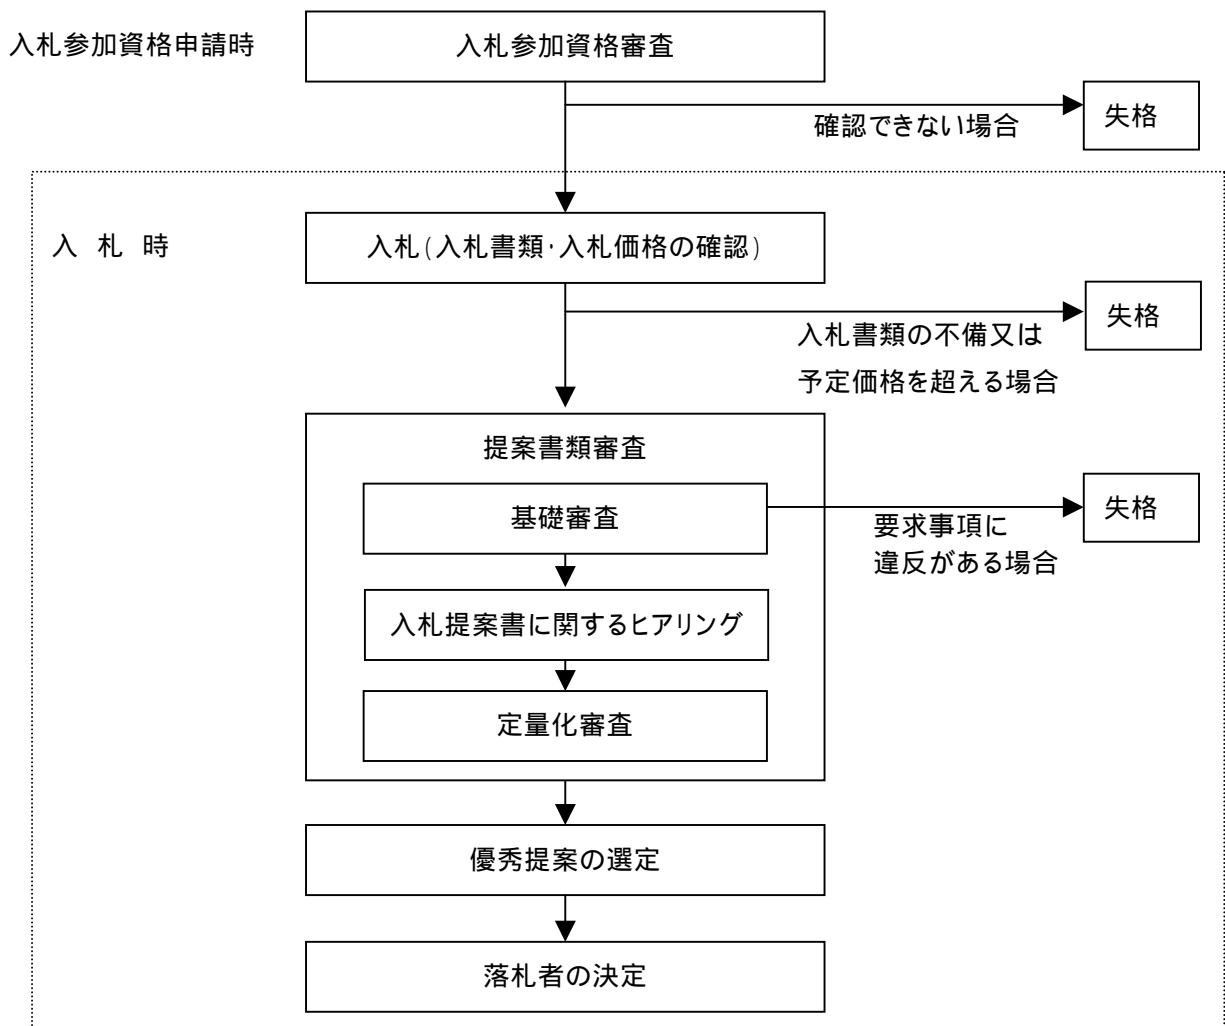 入札参加資格申請時
入札参加資格審査
失格
確認できない場合
入 札 時
入札(入札書類・入札価格の確認)
失格
入札書類の不備又は
予定価格を超える場合
提案書類審査
基礎審査
失格
要求事項に
違反がある場合
入札提案書に関するヒアリング
定量化審査
優秀提案の選定
落札者の決定